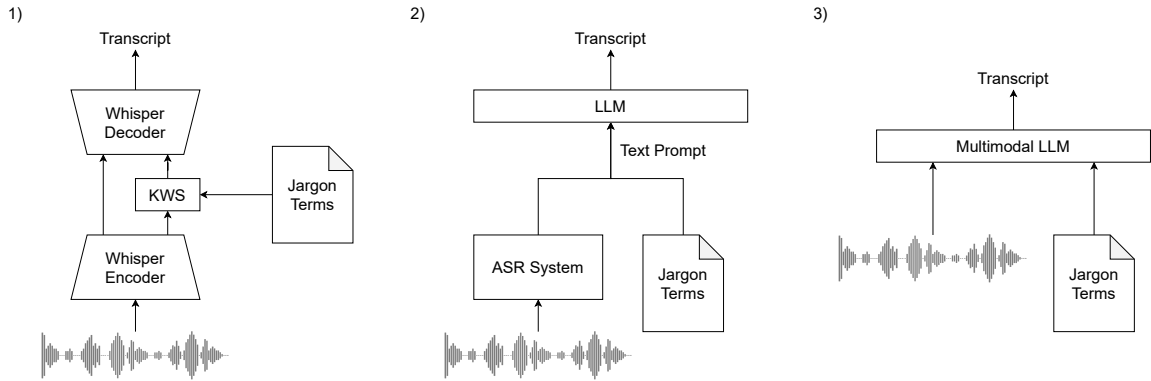 1)
Transcript
Whisper
Decoder
KWS
Jargon
Terms
Whisper
Encoder
2)
Transcript
LLM
Text Prompt
ASR System
Jargon
Terms
3)
Transcript
Multimodal LLM
Jargon
Terms